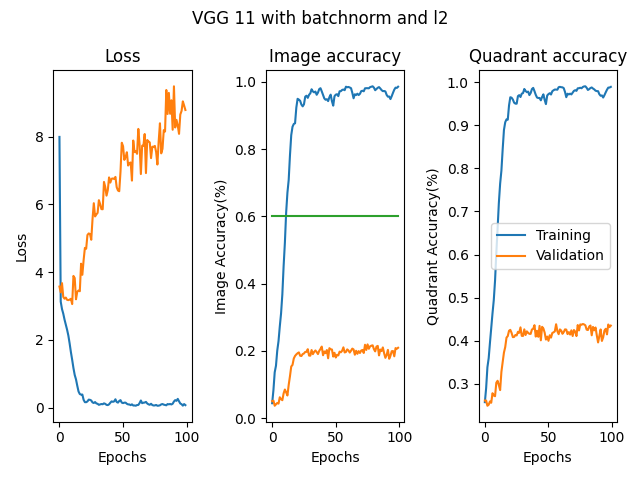 VGG 11 with batchnorm and l2
Loss
Image accuracy
Quadrant accuracy
Loss
8
6
4
2
0
0 50 100
Epochs
Image Accuracy(%)
1.0
0.8
0.6
0.4
0.2
0.0
0 50 100
Epochs
Quadrant Accuracy(%)
1.0
0.9
0.8
0.7
0.6
0.5
0.4
0.3
0 50 100
Epochs
Training
Validation